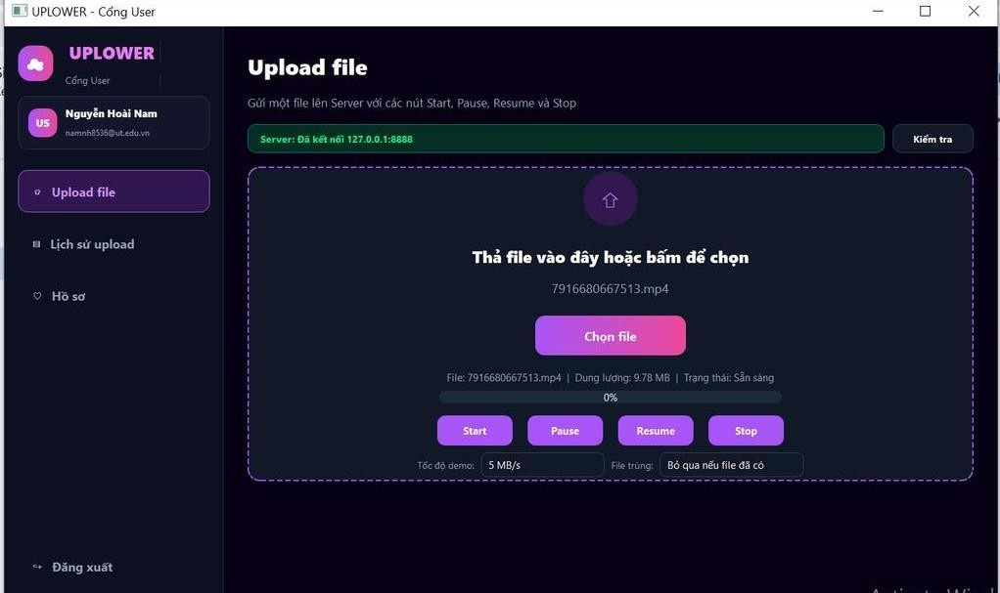 UPLOWER - Cổng User
UPLOWER
Cổng User
US
Nguyễn Hoài Nam
namnh8536@ut.edu.vn
Upload file
Lịch sử upload
Hồ sơ
Đăng xuất
Upload file
Gửi một file lên Server với các nút Start, Pause, Resume và Stop
Server: Đã kết nối 127.0.0.1:8888
Kiểm tra
Thả file vào đây hoặc bấm để chọn
7916680667513.mp4
Chọn file
File: 7916680667513.mp4 | Dung lượng: 9.78 MB | Trạng thái: Sẵn sàng
0%
Start Pause Resume Stop
Tốc độ demo: 5 MB/s File trùng: Bỏ qua nếu file đã có